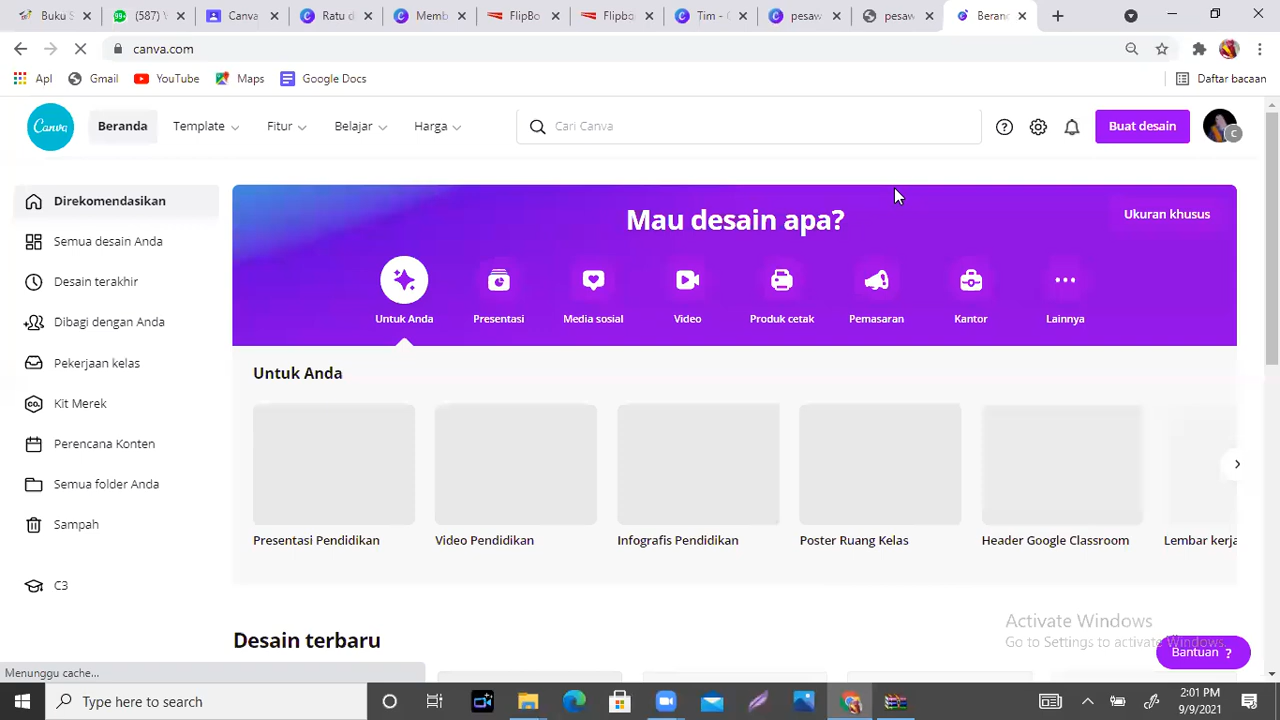 Buku S
(587) V
Canva
Ratu d
Memb
FlipBo
Flipbo
Tim - C
pesaw
pesaw
Beran
canva.com
Apl
Gmail
YouTube
Maps
Google Docs
Daftar bacaan
Canva
Beranda
Template
Fitur
Belajar
Harga
Cari Canva
Buat desain
C
Direkomendasikan
Semua desain Anda
Desain terakhir
Dibagi dengan Anda
Pekerjaan kelas
Kit Merek
Perencana Konten
Semua folder Anda
Sampah
C3
Mau desain apa?
Ukuran khusus
Untuk Anda
Presentasi
Media sosial
Video
Produk cetak
Pemasaran
Kantor
Lainnya
Untuk Anda
Presentasi Pendidikan
Video Pendidikan
Infografis Pendidikan
Poster Ruang Kelas
Header Google Classroom
Lembar kerja
Desain terbaru
Activate Windows
Go to Settings to activate Windows.
Bantuan ?
Menunggu cache...
Type here to search
2:01 PM
9/9/2021